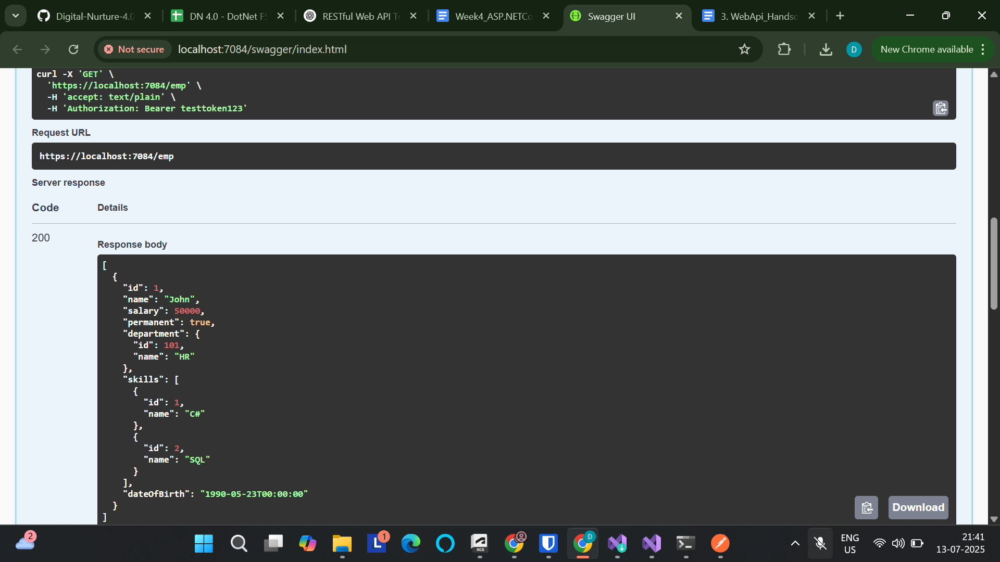 Digital-Nurture-4.0
DN 4.0 - DotNet FS
RESTful Web API T
Week4_ASP.NETCo
Swagger UI
3. WebApi_Handso
Not secure
localhost:7084/swagger/index.html
D
New Chrome available
curl -X 'GET' \
'https://localhost:7084/emp' \
-H 'accept: text/plain' \
-H 'Authorization: Bearer testtoken123'
Request URL
https://localhost:7084/emp
Server response
Code
Details
200
Response body
[
{
"id": 1,
"name": "John",
"salary": 50000,
"permanent": true,
"department": {
"id": 101,
"name": "HR"
},
"skills": [
{
"id": 1,
"name": "C#"
},
{
"id": 2,
"name": "SQL"
}
],
"dateOfBirth": "1990-05-23T00:00:00"
}
]
Download
2
L
1
ACS
D
ENG
US
21:41
13-07-2025